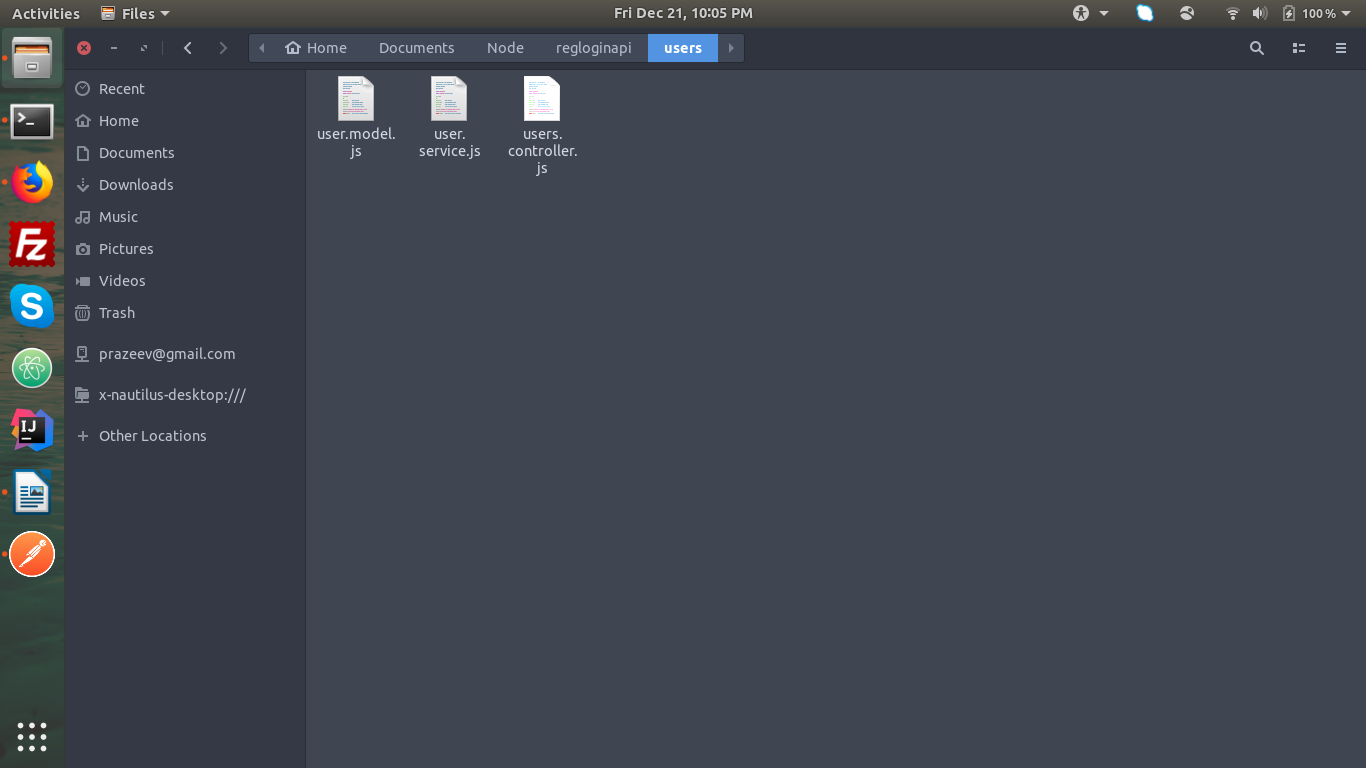 Activities Files Fri Dec 21, 10:05 PM 100 %
Home Documents Node regloginapi users
Recent
Home
Documents
Downloads
Music
Pictures
Videos
Trash
prazeev@gmail.com
x-nautilus-desktop:///
Other Locations
user.model.
js
user.
service.js
users.
controller.
js
Fz
S
IJ